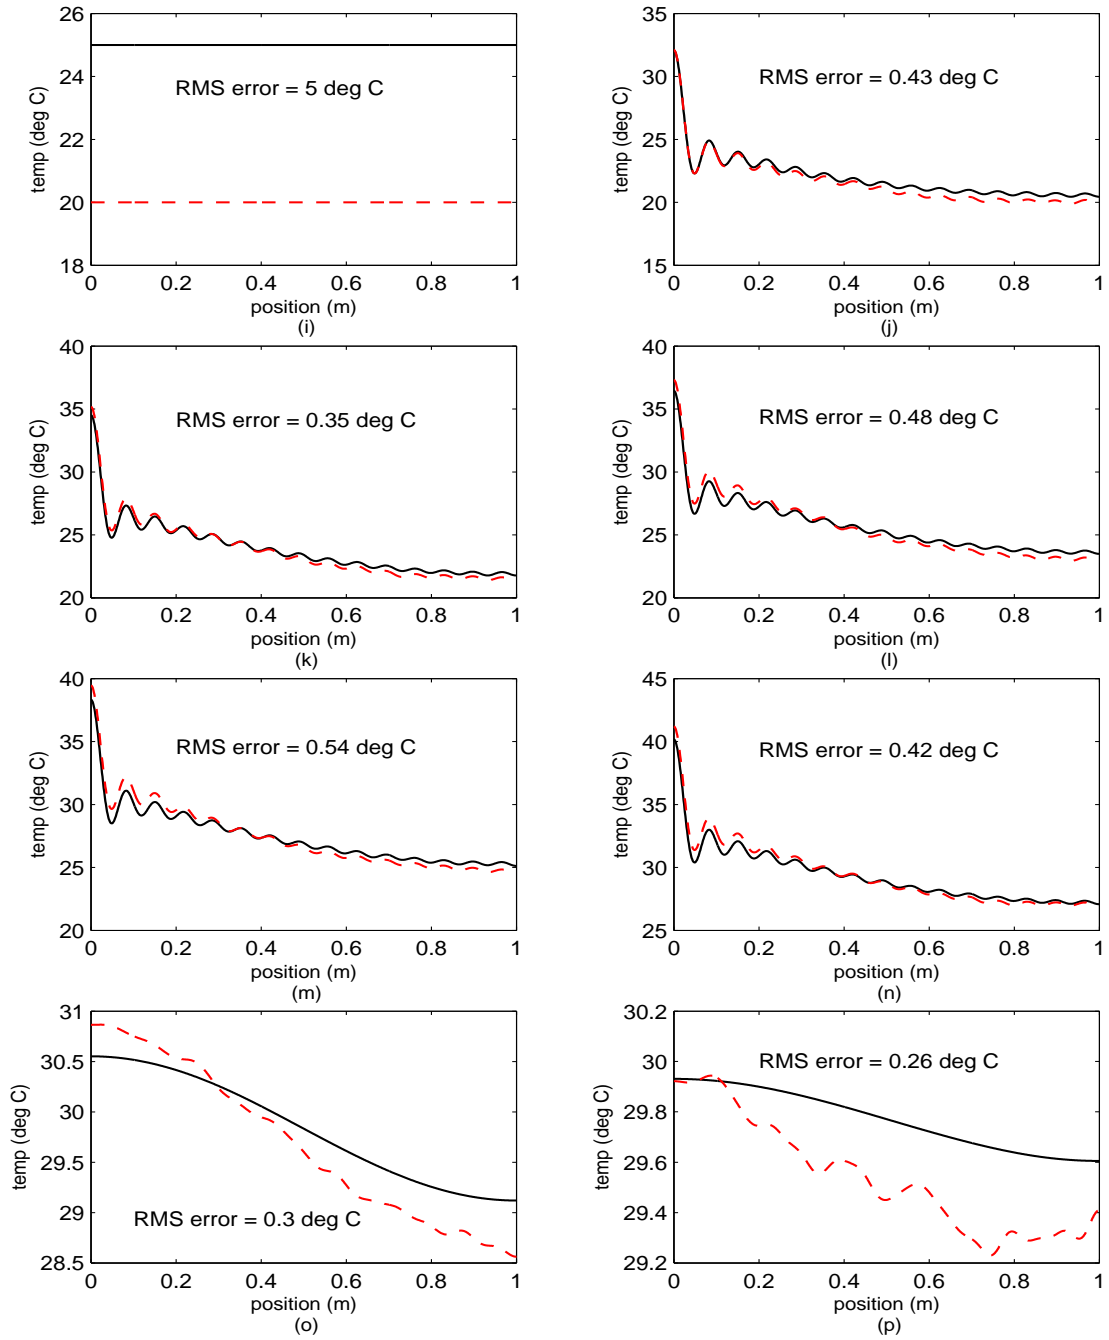 26
24
22
20
18
temp (deg C)
RMS error = 5 deg C
0 0.2 0.4 0.6 0.8 1
position (m)
(i)
35
30
25
20
15
temp (deg C)
RMS error = 0.43 deg C
0 0.2 0.4 0.6 0.8 1
position (m)
(j)
40
35
30
25
20
temp (deg C)
RMS error = 0.35 deg C
0 0.2 0.4 0.6 0.8 1
position (m)
(k)
40
35
30
25
20
temp (deg C)
RMS error = 0.48 deg C
0 0.2 0.4 0.6 0.8 1
position (m)
(l)
40
35
30
25
20
temp (deg C)
RMS error = 0.54 deg C
0 0.2 0.4 0.6 0.8 1
position (m)
(m)
45
40
35
30
25
temp (deg C)
RMS error = 0.42 deg C
0 0.2 0.4 0.6 0.8 1
position (m)
(n)
31
30.5
30
29.5
29
28.5
temp (deg C)
RMS error = 0.3 deg C
0 0.2 0.4 0.6 0.8 1
position (m)
(o)
30.2
30
29.8
29.6
29.4
29.2
temp (deg C)
RMS error = 0.26 deg C
0 0.2 0.4 0.6 0.8 1
position (m)
(p)